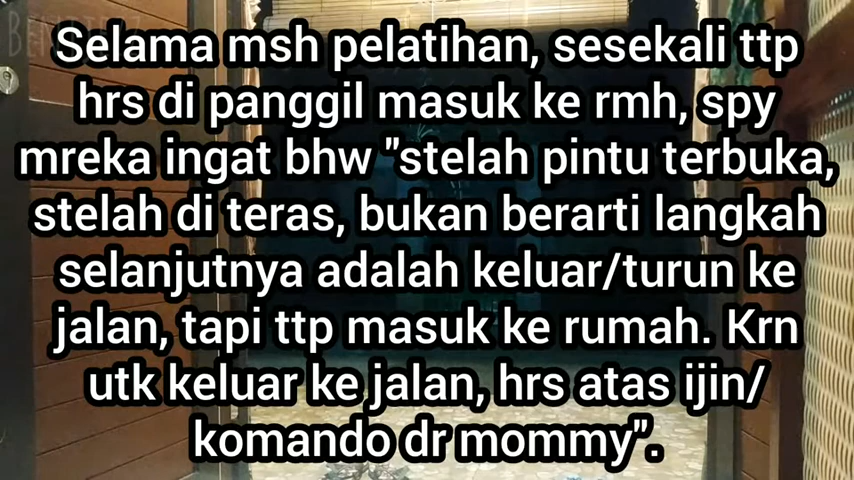 Selama msh pelatihan, sesekali ttp
hrs di panggil masuk ke rmh, spy
mreka ingat bhw "stelah pintu terbuka,
stelah di teras, bukan berarti langkah
selanjutnya adalah keluar/turun ke
jalan, tapi ttp masuk ke rumah. Krn
utk keluar ke jalan, hrs atas ijin/
komando dr mommy".